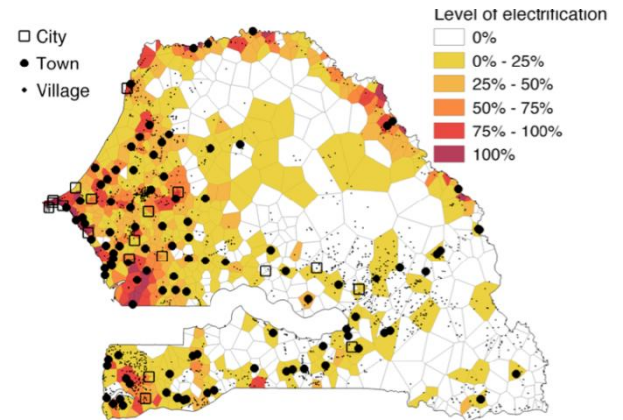 Level of electrification
City
Town
Village
0%
0% - 25%
25% - 50%
50% - 75%
75% - 100%
100%